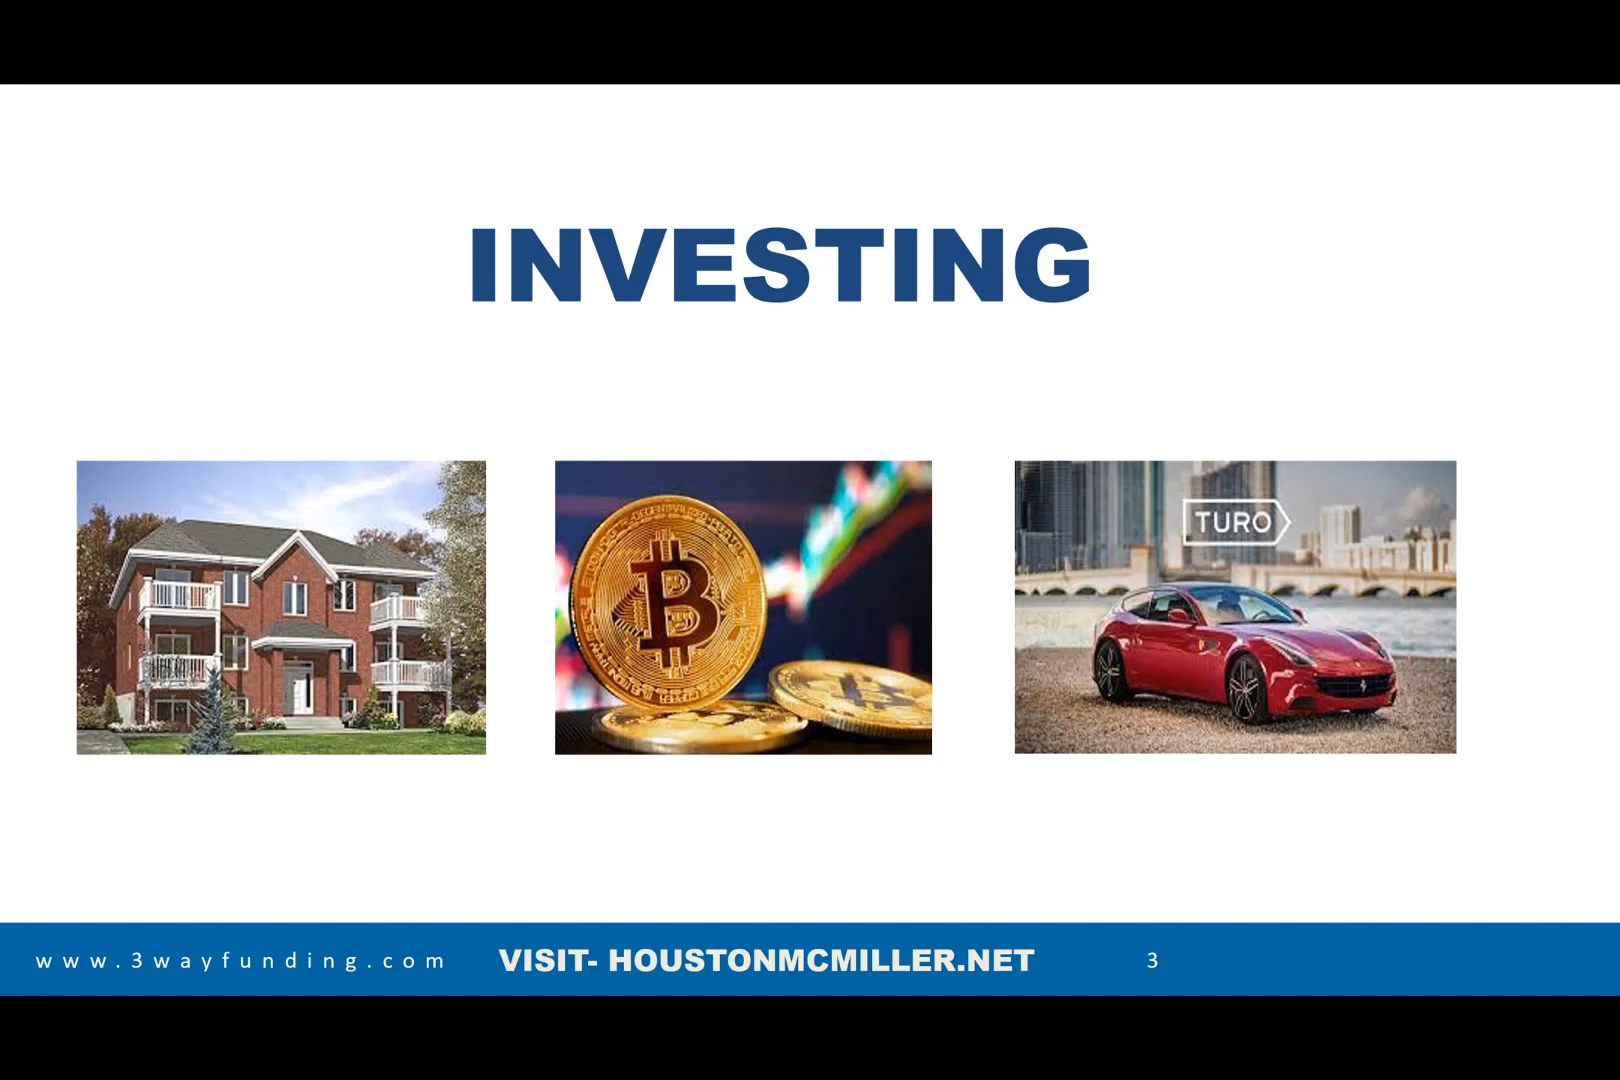 INVESTING
TURO
www.3wayfunding.com
VISIT- HOUSTONMCMILLER.NET
3